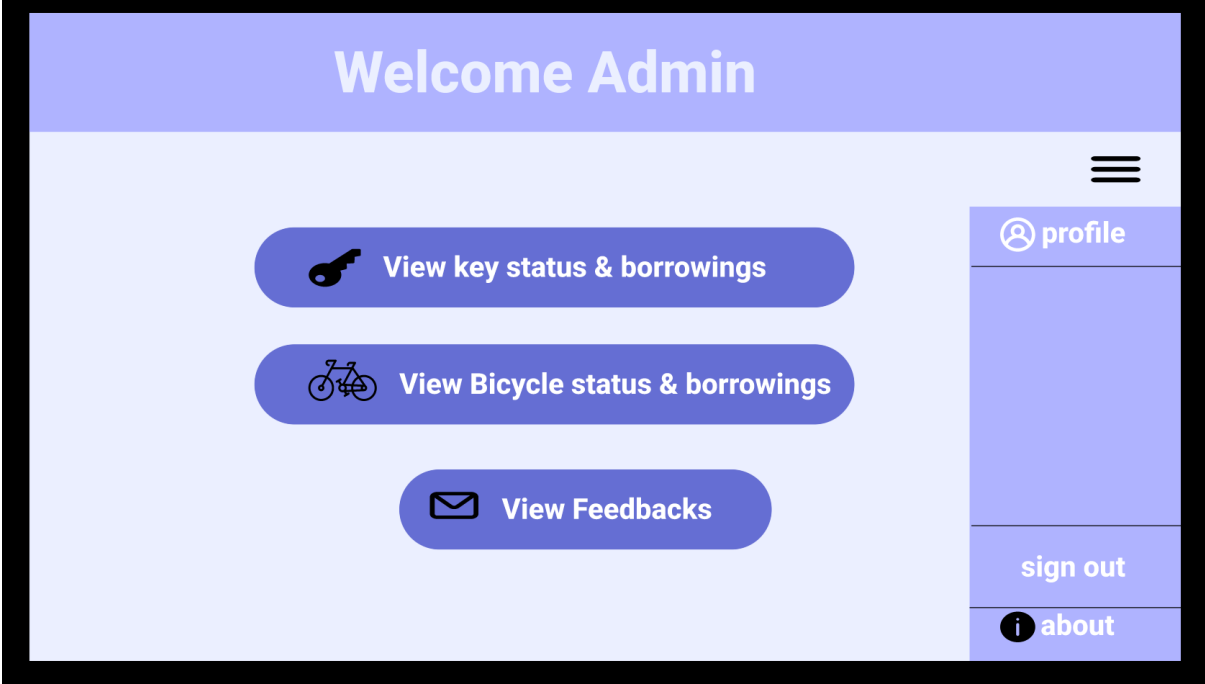 Welcome Admin
profile
View key status & borrowings
View Bicycle status & borrowings
View Feedbacks
sign out
about